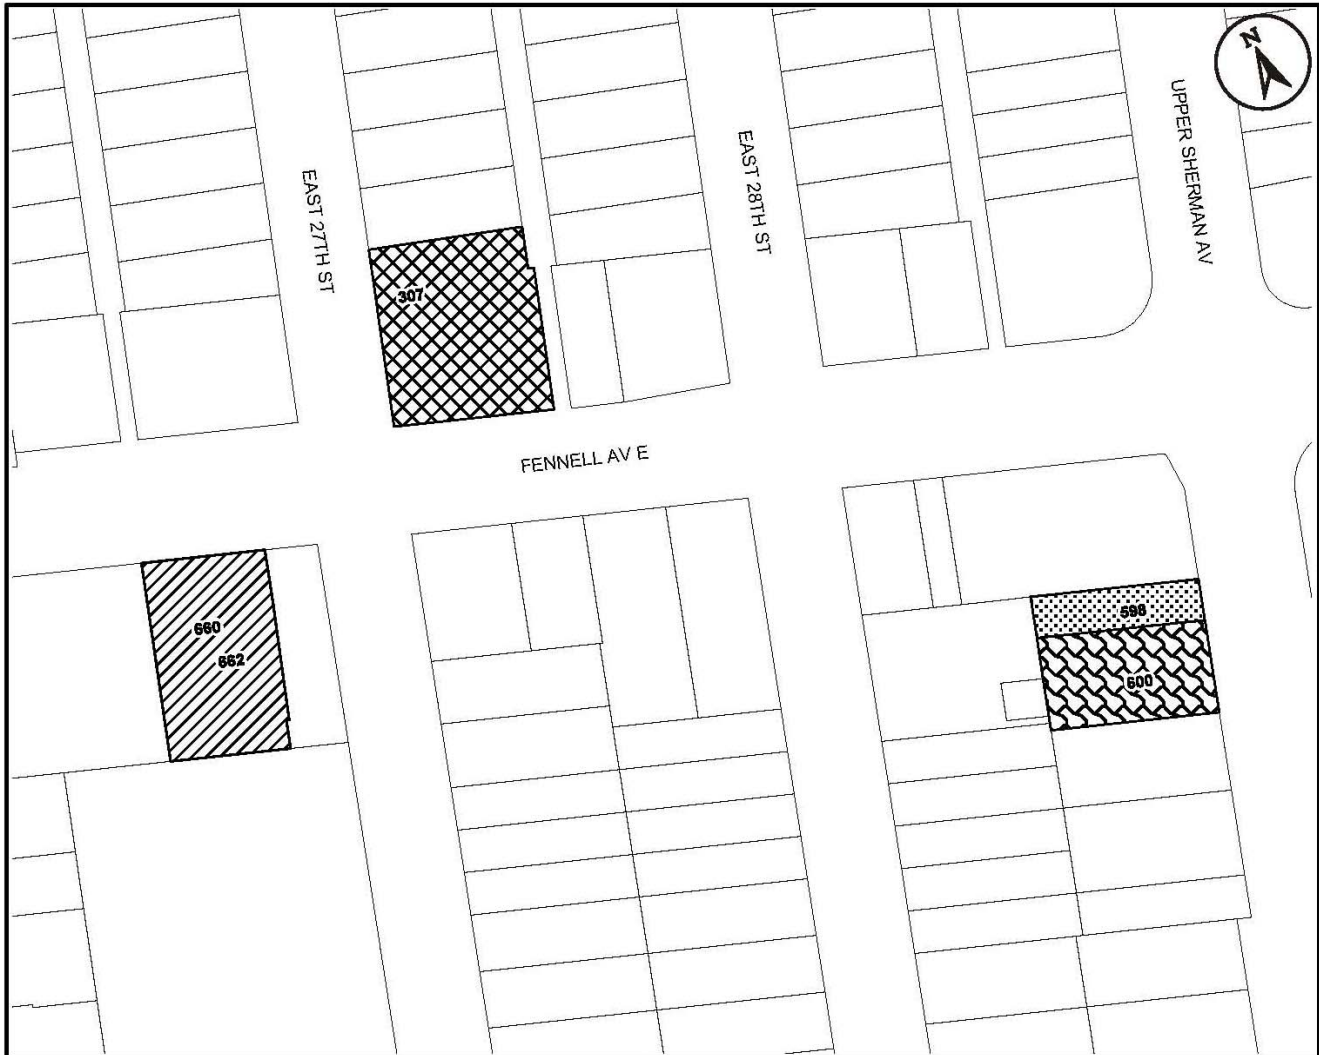 N
UPPER SHERMAN AV
EAST 28TH ST
EAST 27TH ST
307
FENNELL AV E
598
660
662
600